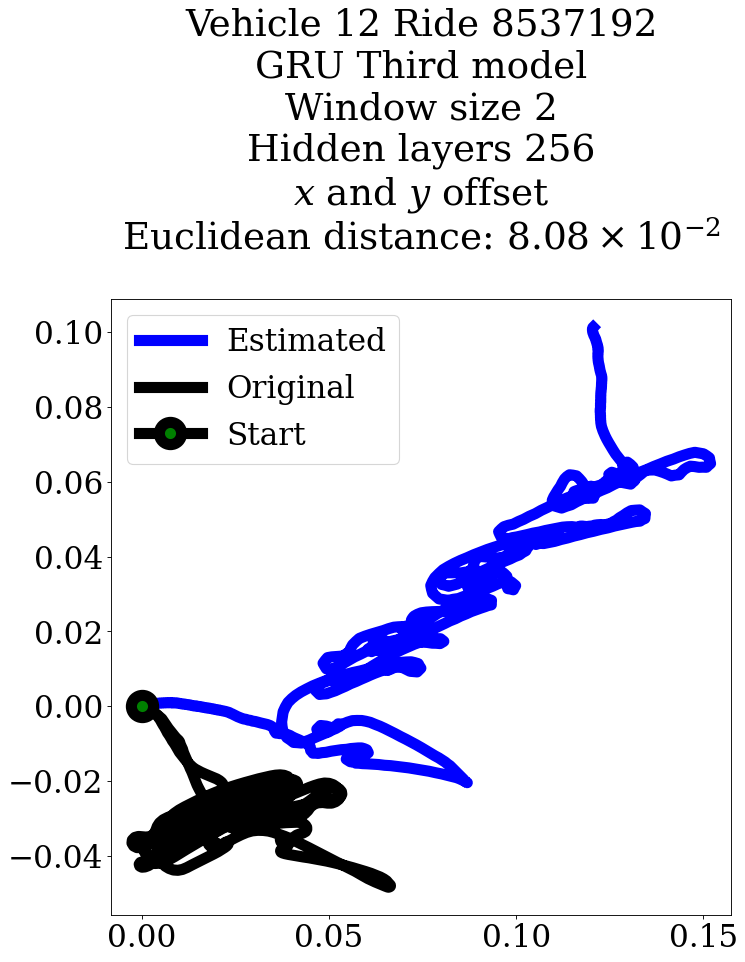 Vehicle 12 Ride 8537192
GRU Third model
Window size 2
Hidden layers 256
x and y offset
Euclidean distance: 8.08 × 10⁻²
Estimated
Original
Start
0.10
0.08
0.06
0.04
0.02
0.00
−0.02
−0.04
0.00 0.05 0.10 0.15